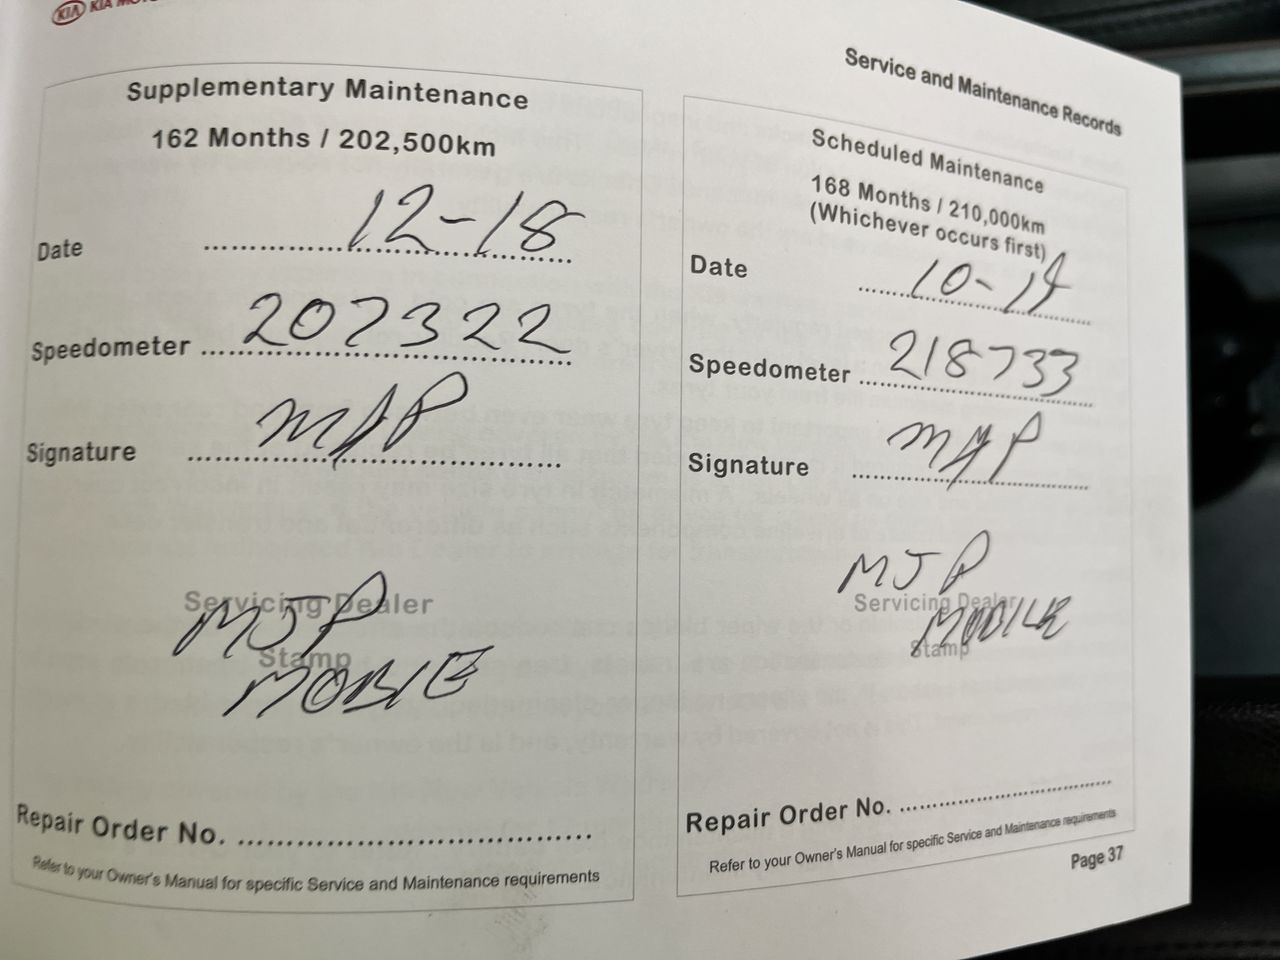 KIA
Service and Maintenance Records
Supplementary Maintenance
162 Months / 202,500km
Date 12-18
Speedometer 207322
Signature MJP
MJP
Servicing Dealer
Stamp
MOBILE
Repair Order No.
Refer to your Owner's Manual for specific Service and Maintenance requirements
Scheduled Maintenance
168 Months / 210,000km
(Whichever occurs first)
Date 10-19
Speedometer 218733
Signature MJP
MJP
Servicing Dealer
MOBILE
Stamp
Repair Order No.
Refer to your Owner's Manual for specific Service and Maintenance requirements
Page 37